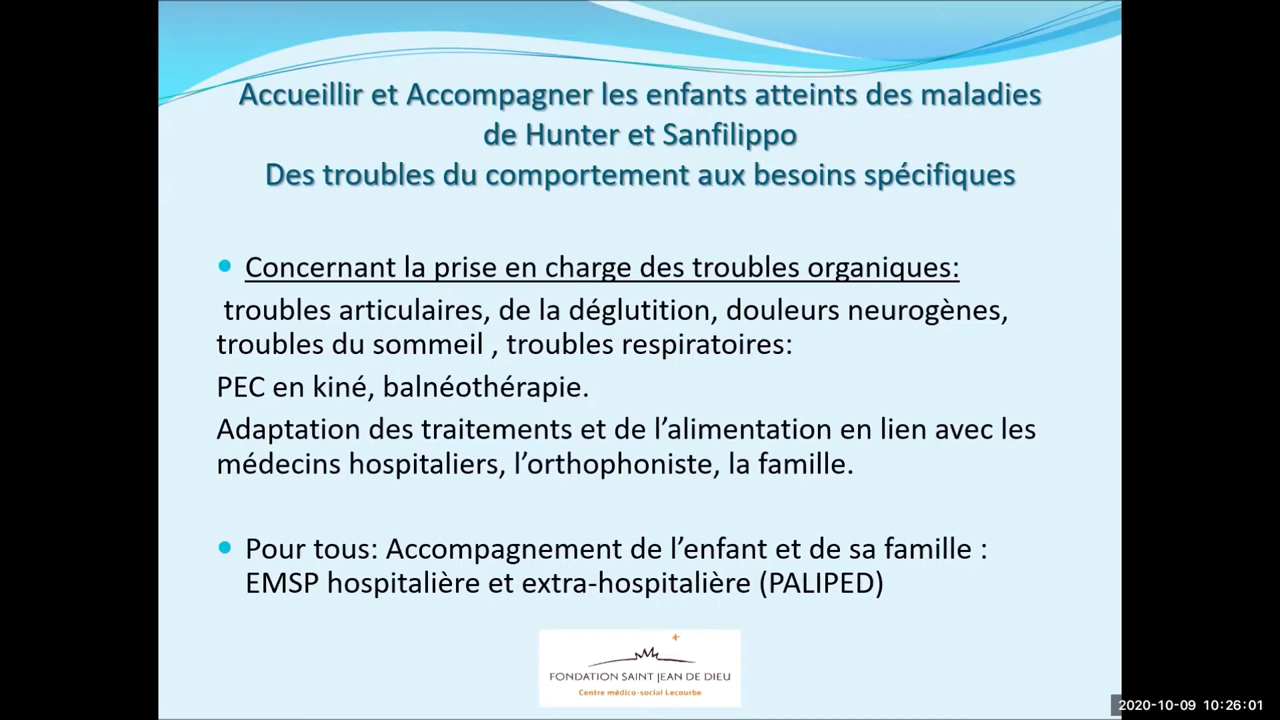 Accueillir et Accompagner les enfants atteints des maladies
de Hunter et Sanfilippo
Des troubles du comportement aux besoins spécifiques
• Concernant la prise en charge des troubles organiques:
troubles articulaires, de la déglutition, douleurs neurogènes,
troubles du sommeil , troubles respiratoires:
PEC en kiné, balnéothérapie.
Adaptation des traitements et de l’alimentation en lien avec les
médecins hospitaliers, l’orthophoniste, la famille.
• Pour tous: Accompagnement de l’enfant et de sa famille :
EMSP hospitalière et extra-hospitalière (PALIPED)
FONDATION SAINT JEAN DE DIEU
Centre médico-social Lecourbe
2020-10-09 10:26:01